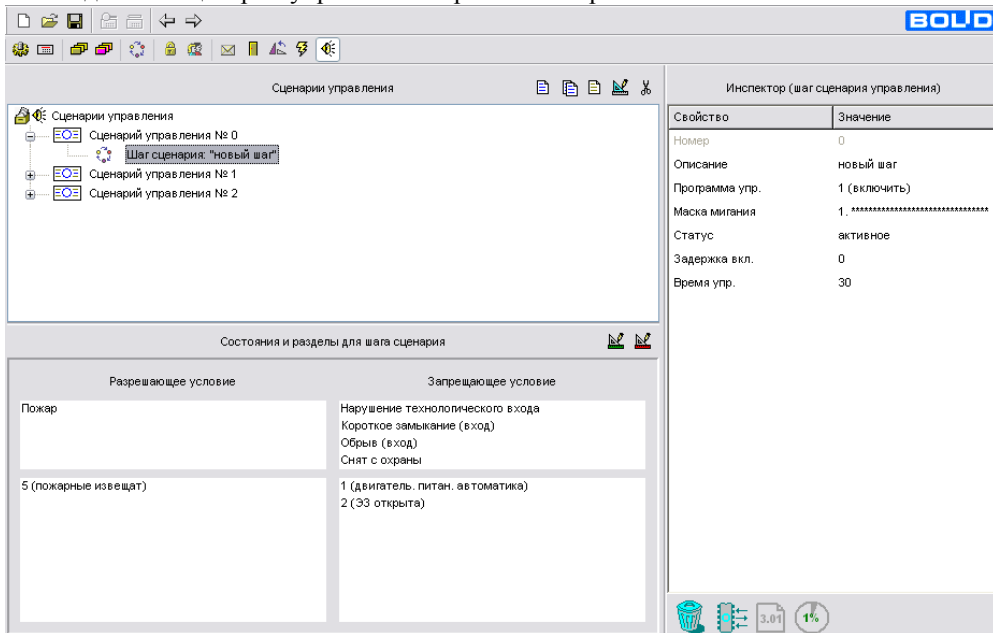 BOLID
Сценарии управления
Инспектор (шаг сценария управления)
Сценарии управления
Сценарий управления № 0
Шаг сценария: "новый шаг"
Сценарий управления № 1
Сценарий управления № 2
Свойство Значение
Номер 0
Описание новый шаг
Программа упр. 1 (включить)
Маска мигания 1. ********************************
Статус активное
Задержка вкл. 0
Время упр. 30
Состояния и разделы для шага сценария
Разрешающее условие Запрещающее условие
Пожар
Нарушение технологического входа
Короткое замыкание (вход)
Обрыв (вход)
Снят с охраны
5 (пожарные извещат)
1 (двигатель. питан. автоматика)
2 (ЭЗ открыта)
3.01
1%